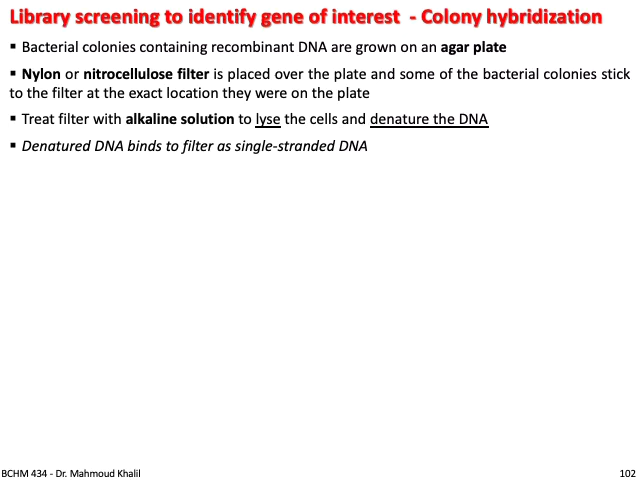 Library screening to identify gene of interest - Colony hybridization
▪ Bacterial colonies containing recombinant DNA are grown on an agar plate
▪ Nylon or nitrocellulose filter is placed over the plate and some of the bacterial colonies stick
to the filter at the exact location they were on the plate
▪ Treat filter with alkaline solution to lyse the cells and denature the DNA
▪ Denatured DNA binds to filter as single-stranded DNA
BCHM 434 - Dr. Mahmoud Khalil
102